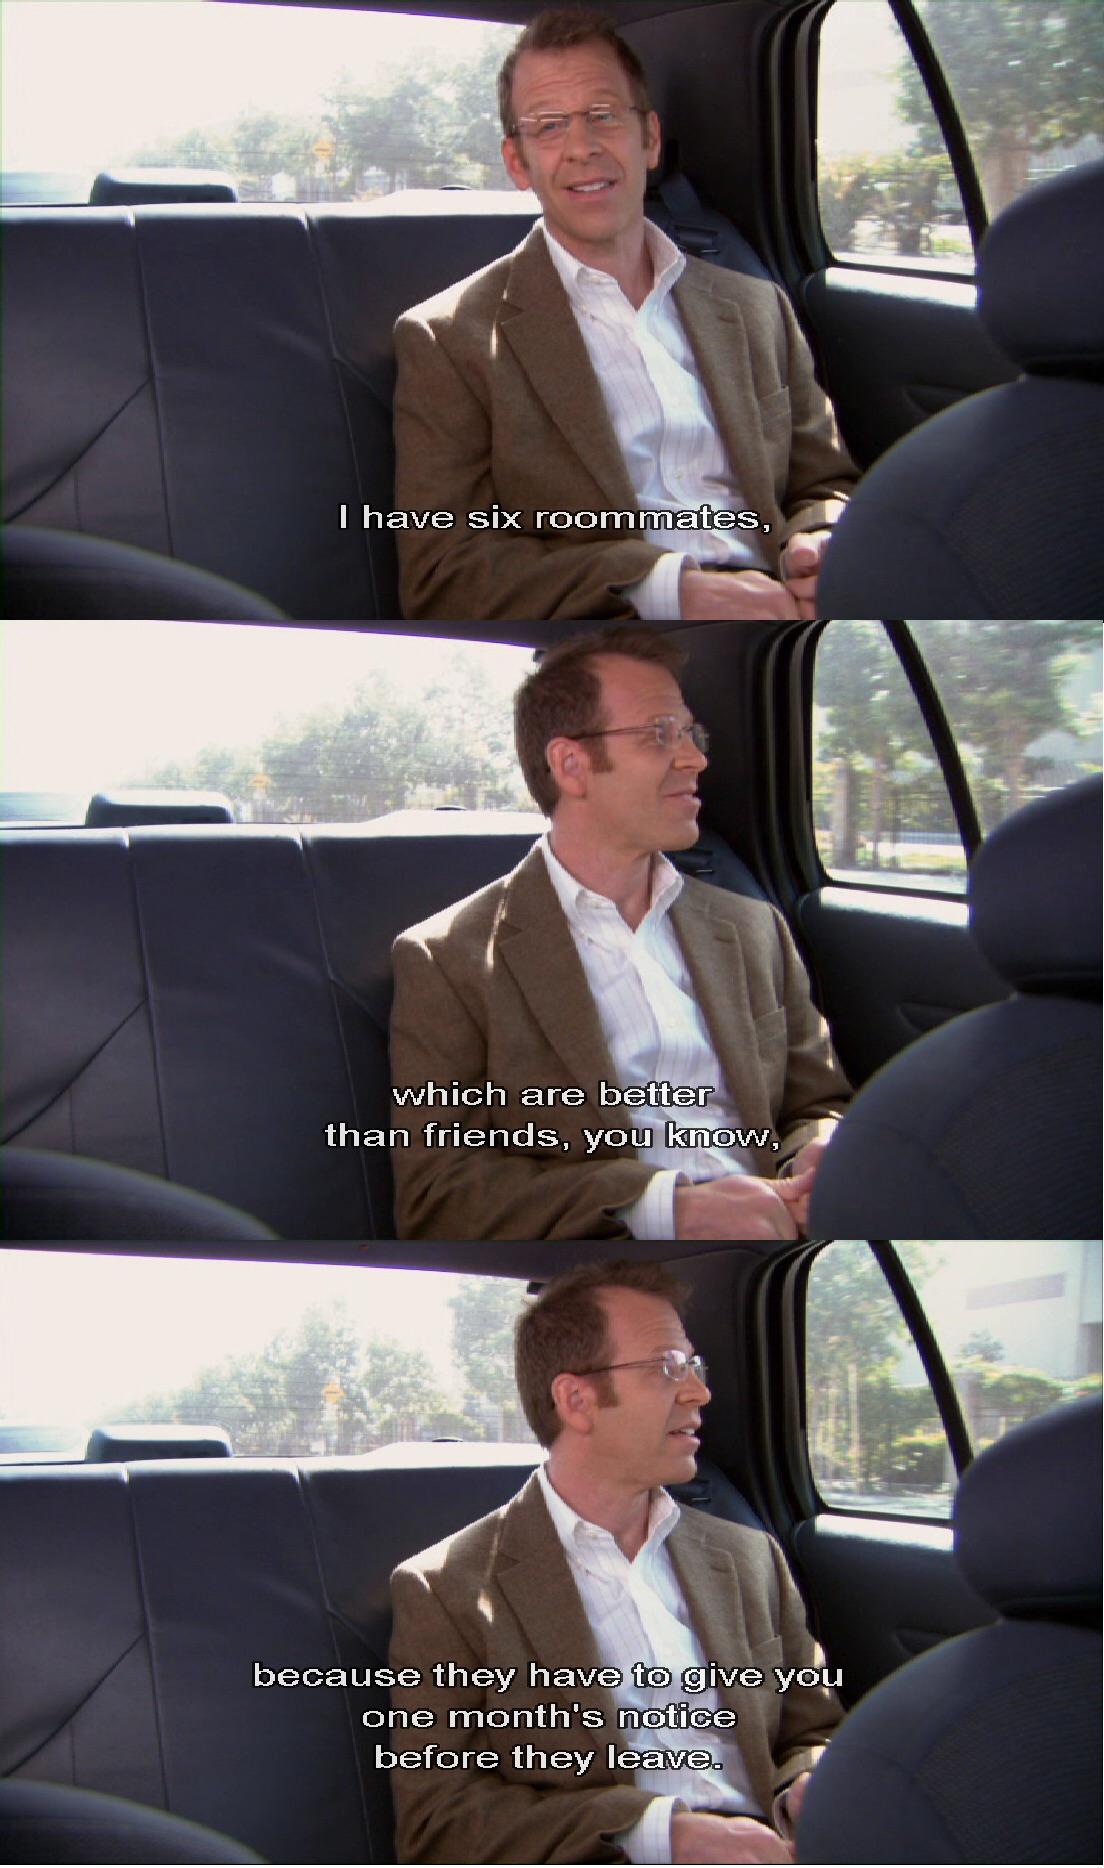 I have six roommates,
which are better
than friends, you know,
because they have to give you
one month's notice
before they leave.